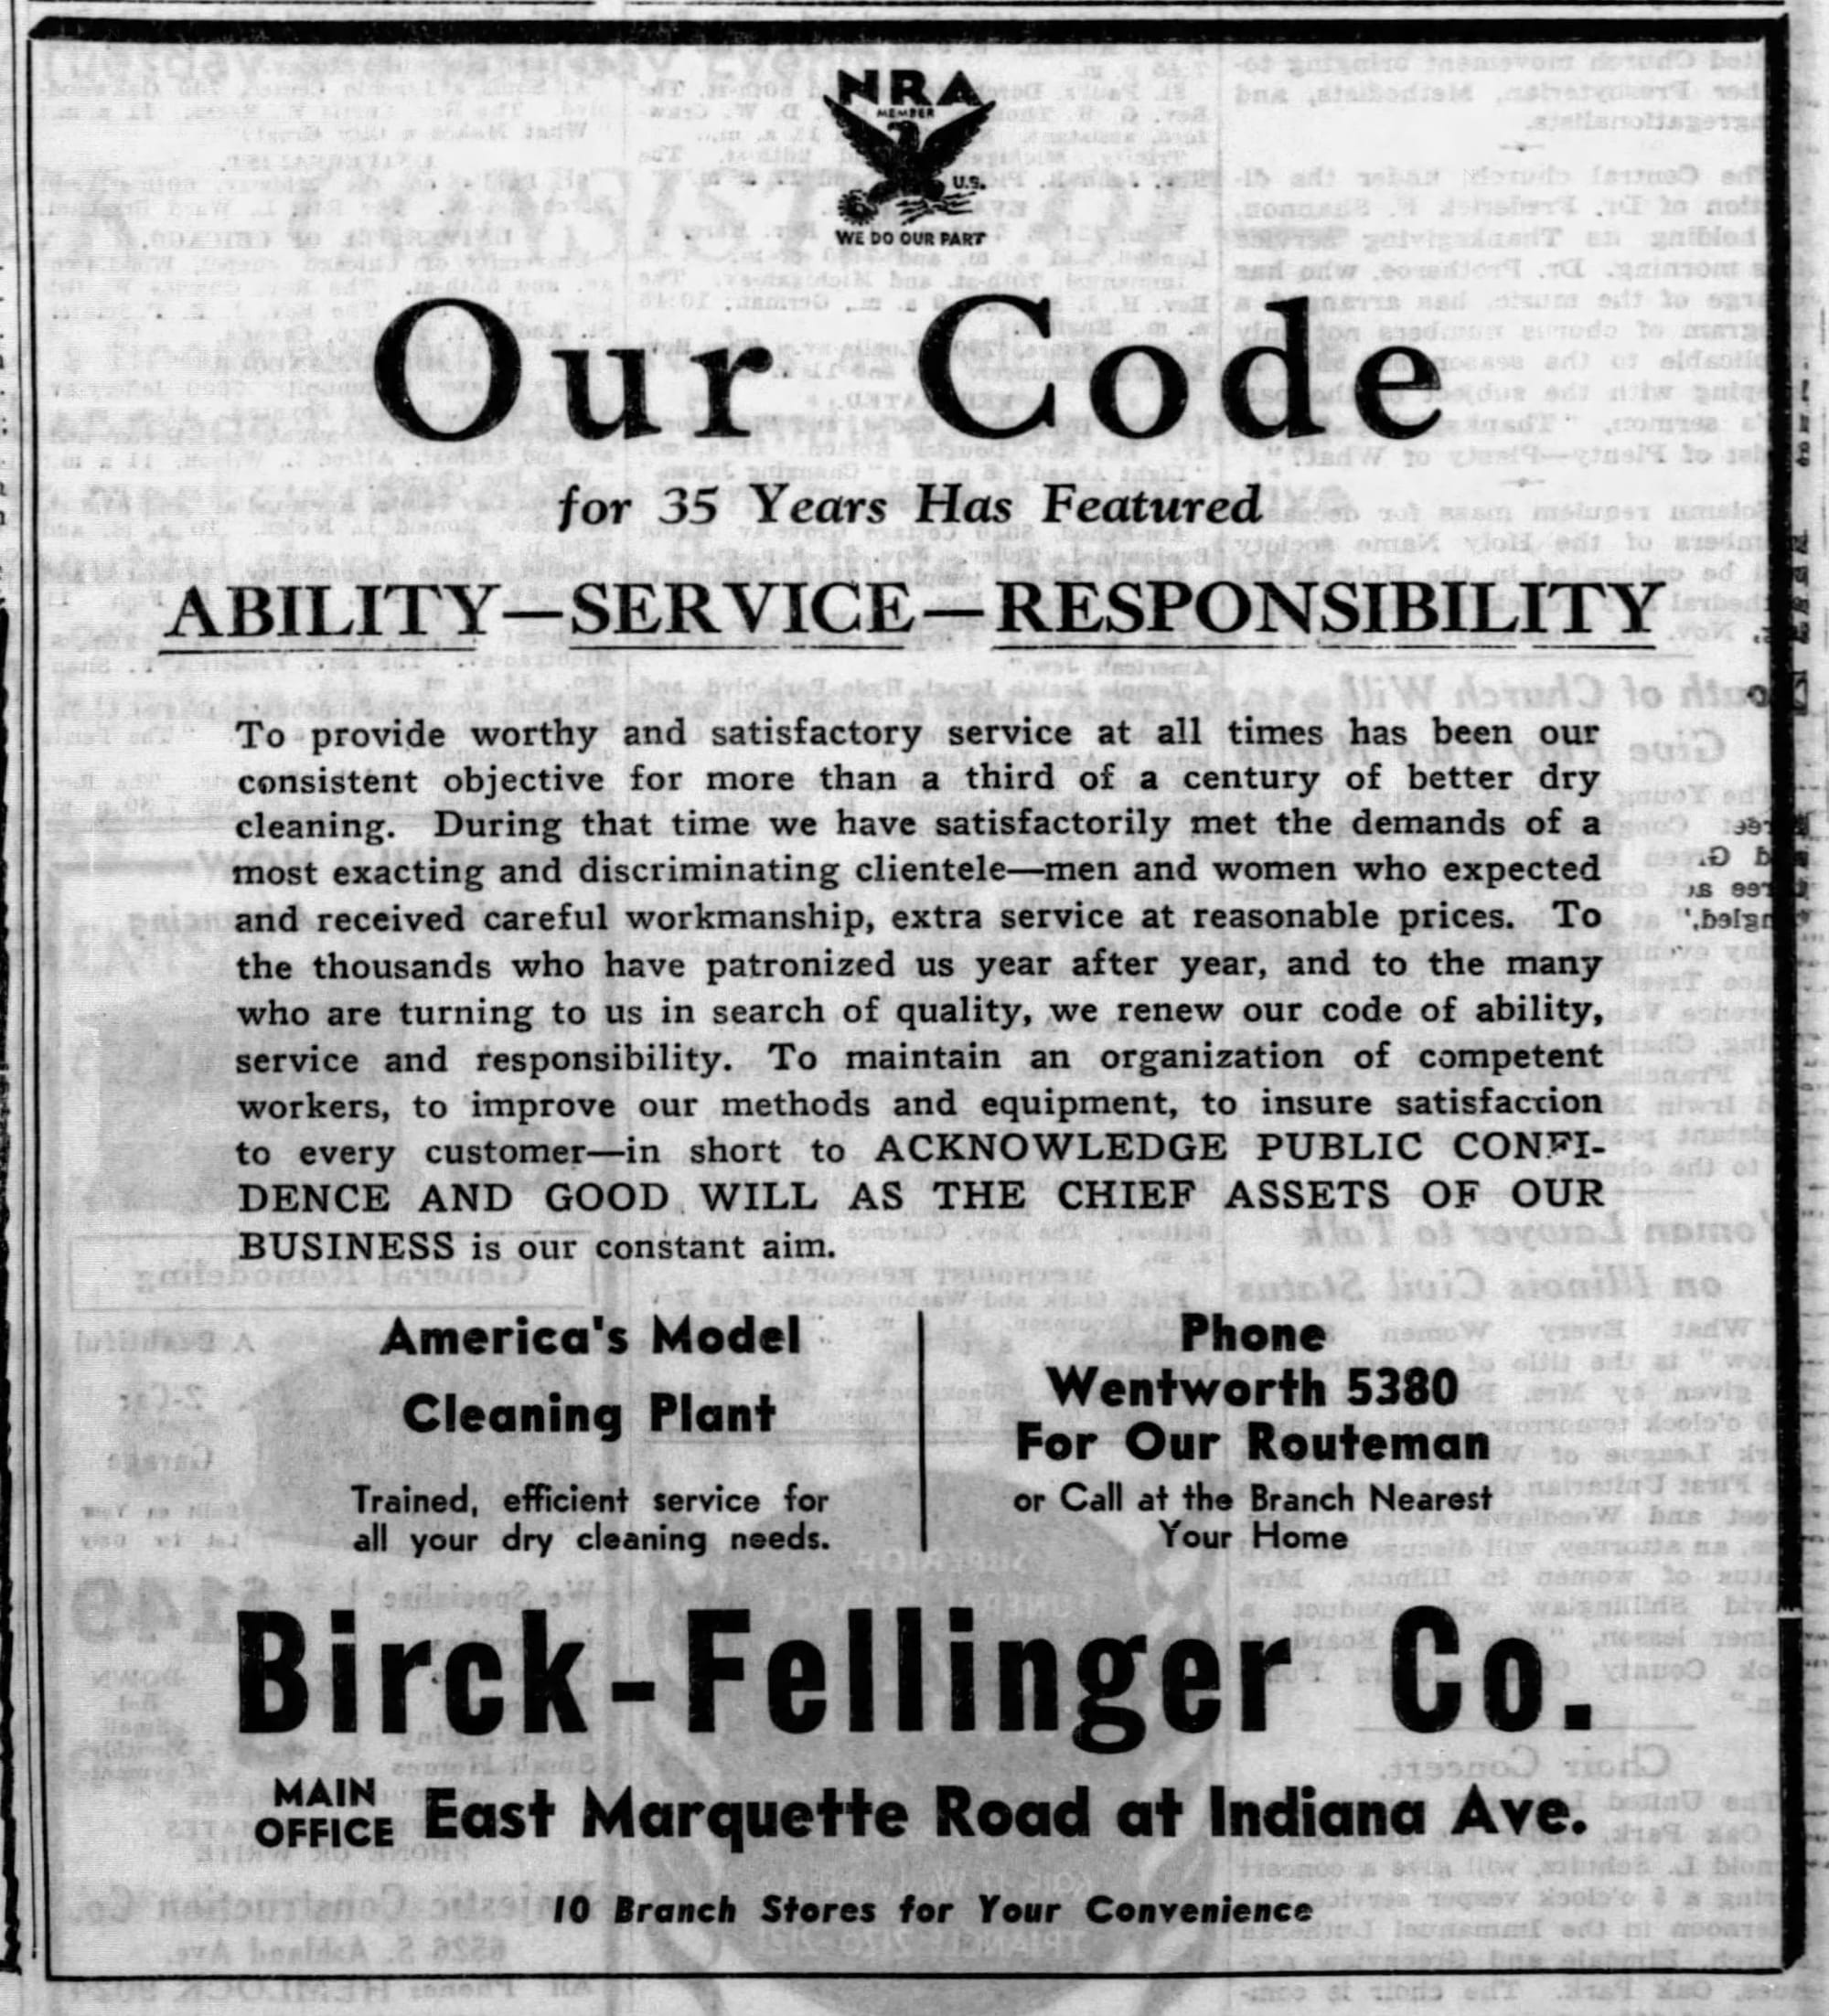 NRA
MEMBER
U.S.
WE DO OUR PART
Our Code
for 35 Years Has Featured
ABILITY—SERVICE—RESPONSIBILITY
To provide worthy and satisfactory service at all times has been our
consistent objective for more than a third of a century of better dry
cleaning. During that time we have satisfactorily met the demands of a
most exacting and discriminating clientele—men and women who expected
and received careful workmanship, extra service at reasonable prices. To
the thousands who have patronized us year after year, and to the many
who are turning to us in search of quality, we renew our code of ability,
service and responsibility. To maintain an organization of competent
workers, to improve our methods and equipment, to insure satisfaction
to every customer—in short to ACKNOWLEDGE PUBLIC CONFI-
DENCE AND GOOD WILL AS THE CHIEF ASSETS OF OUR
BUSINESS is our constant aim.
America's Model
Cleaning Plant
Trained, efficient service for
all your dry cleaning needs.
Phone
Wentworth 5380
For Our Routeman
or Call at the Branch Nearest
Your Home
Birck-Fellinger Co.
MAIN
OFFICE East Marquette Road at Indiana Ave.
10 Branch Stores for Your Convenience